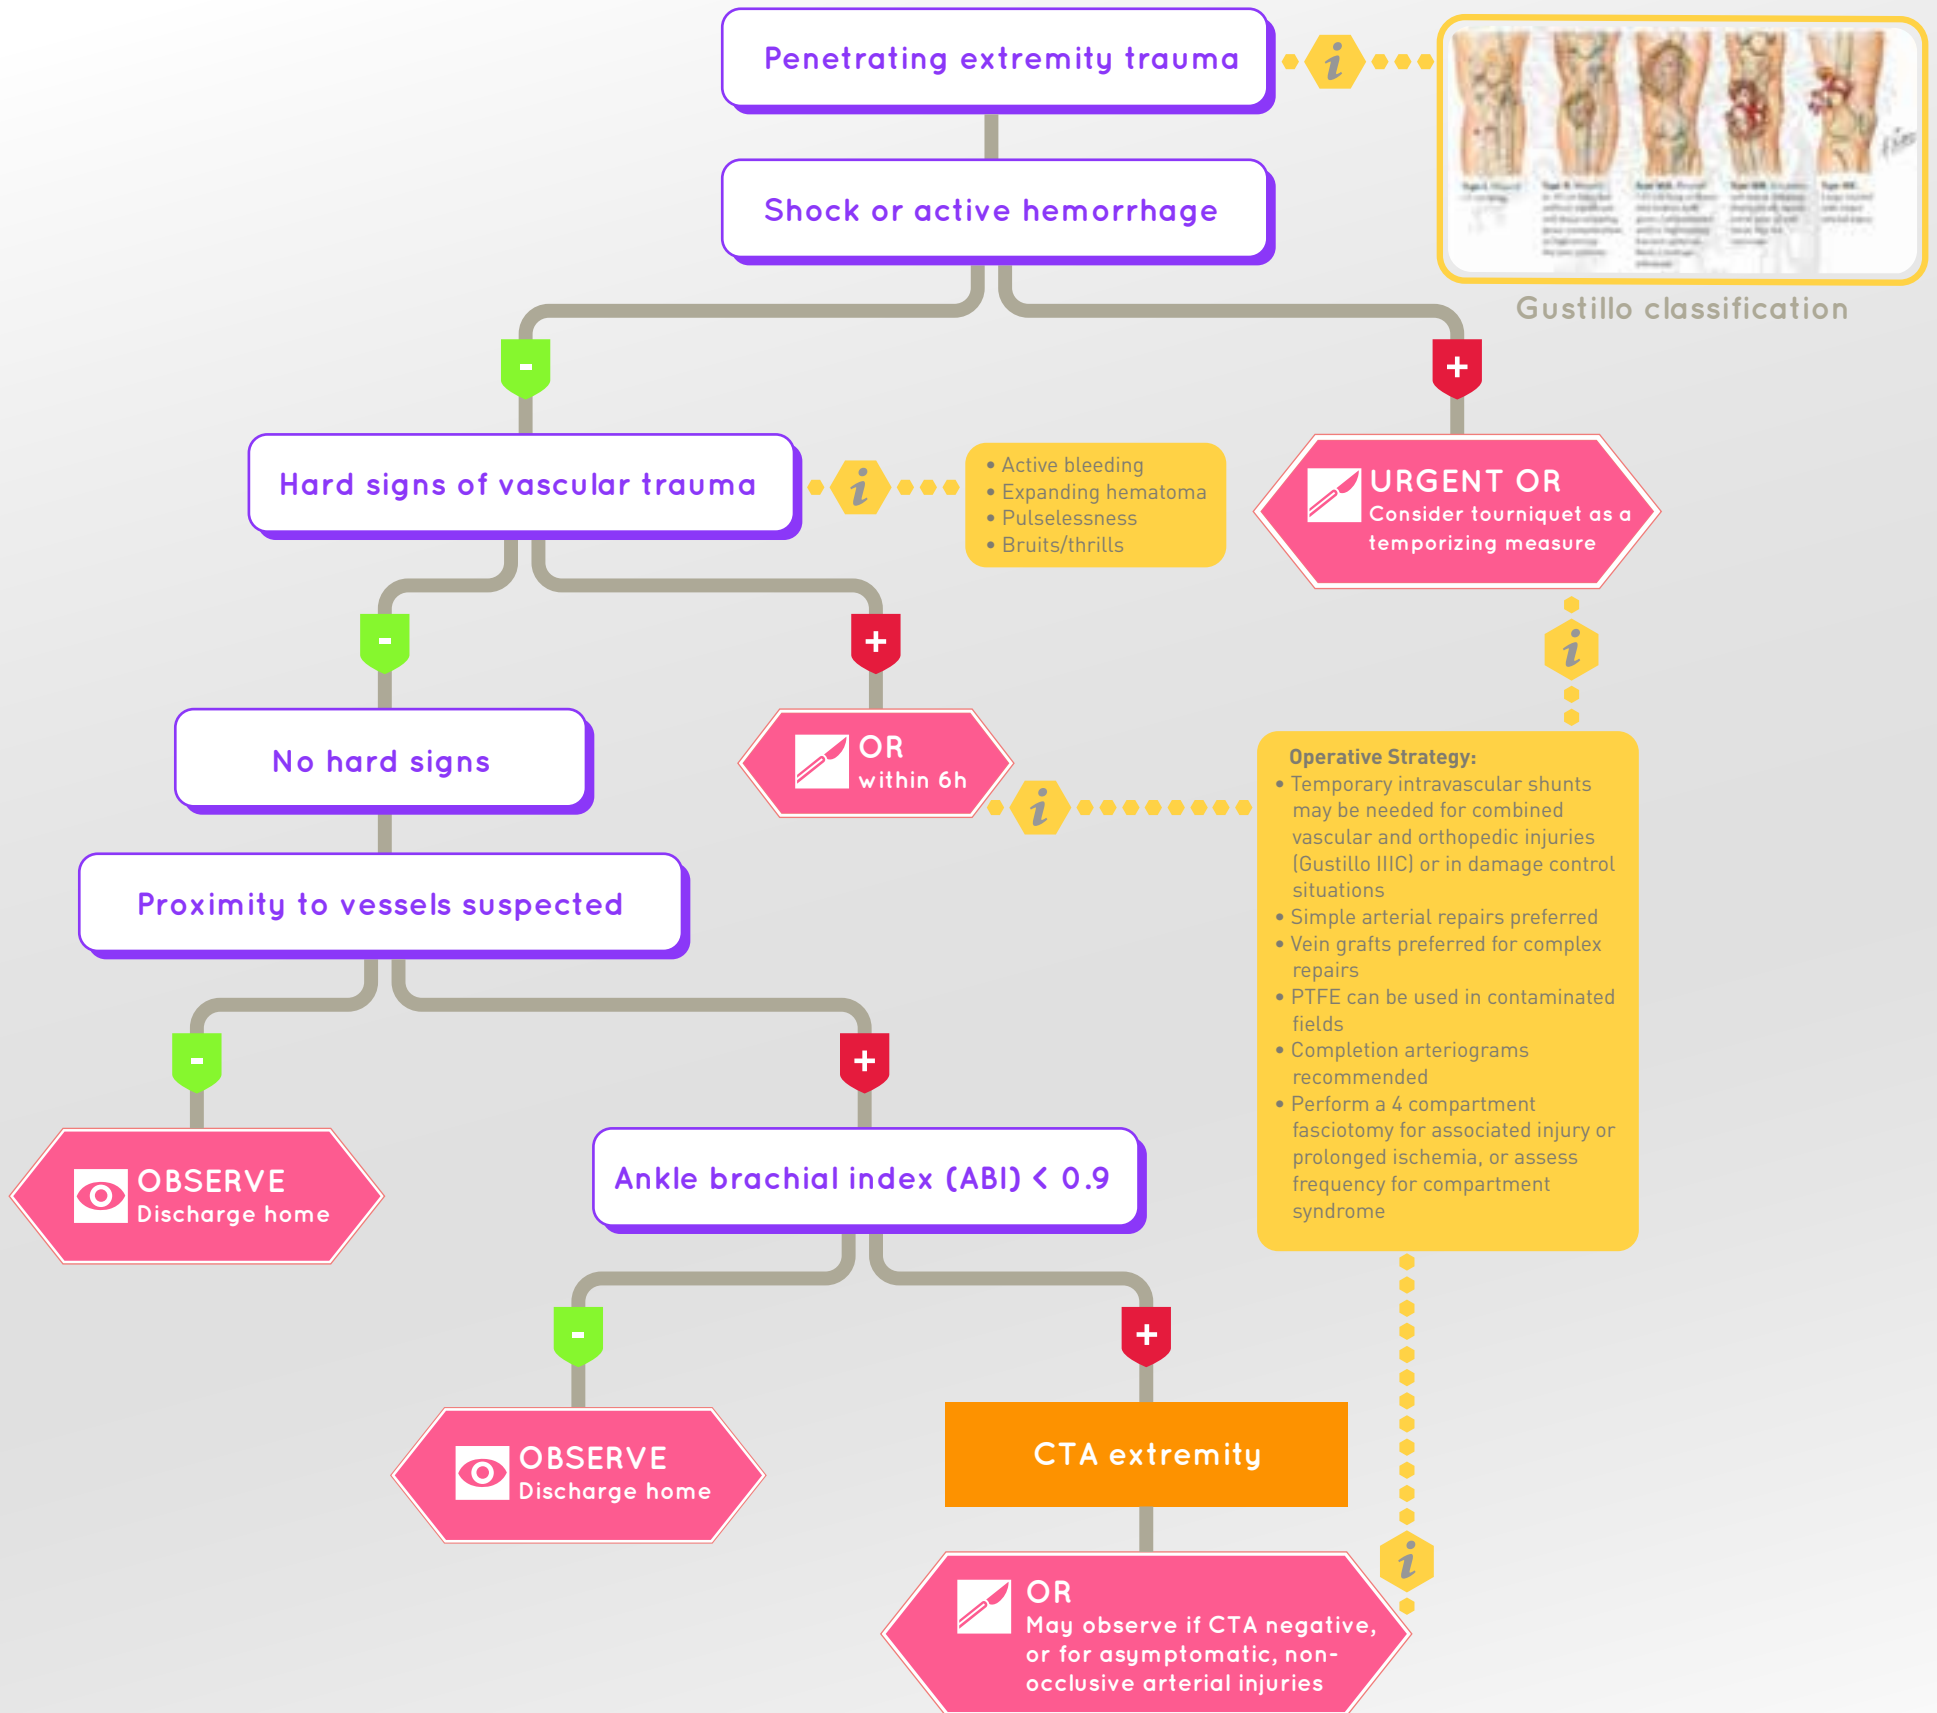 Penetrating extremity trauma
i
Shock or active hemorrhage
Gustillo classification
-
+
Hard signs of vascular trauma
i
• Active bleeding
• Expanding hematoma
• Pulselessness
• Bruits/thrills
URGENT OR
Consider tourniquet as a
temporizing measure
-
+
i
No hard signs
OR
within 6h
i
Operative Strategy:
• Temporary intravascular shunts
may be needed for combined
vascular and orthopedic injuries
(Gustillo IIIC) or in damage control
situations
• Simple arterial repairs preferred
• Vein grafts preferred for complex
repairs
• PTFE can be used in contaminated
fields
• Completion arteriograms
recommended
• Perform a 4 compartment
fasciotomy for associated injury or
prolonged ischemia, or assess
frequency for compartment
syndrome
Proximity to vessels suspected
-
+
OBSERVE
Discharge home
Ankle brachial index (ABI) < 0.9
-
+
OBSERVE
Discharge home
CTA extremity
i
OR
May observe if CTA negative,
or for asymptomatic, non-
occlusive arterial injuries